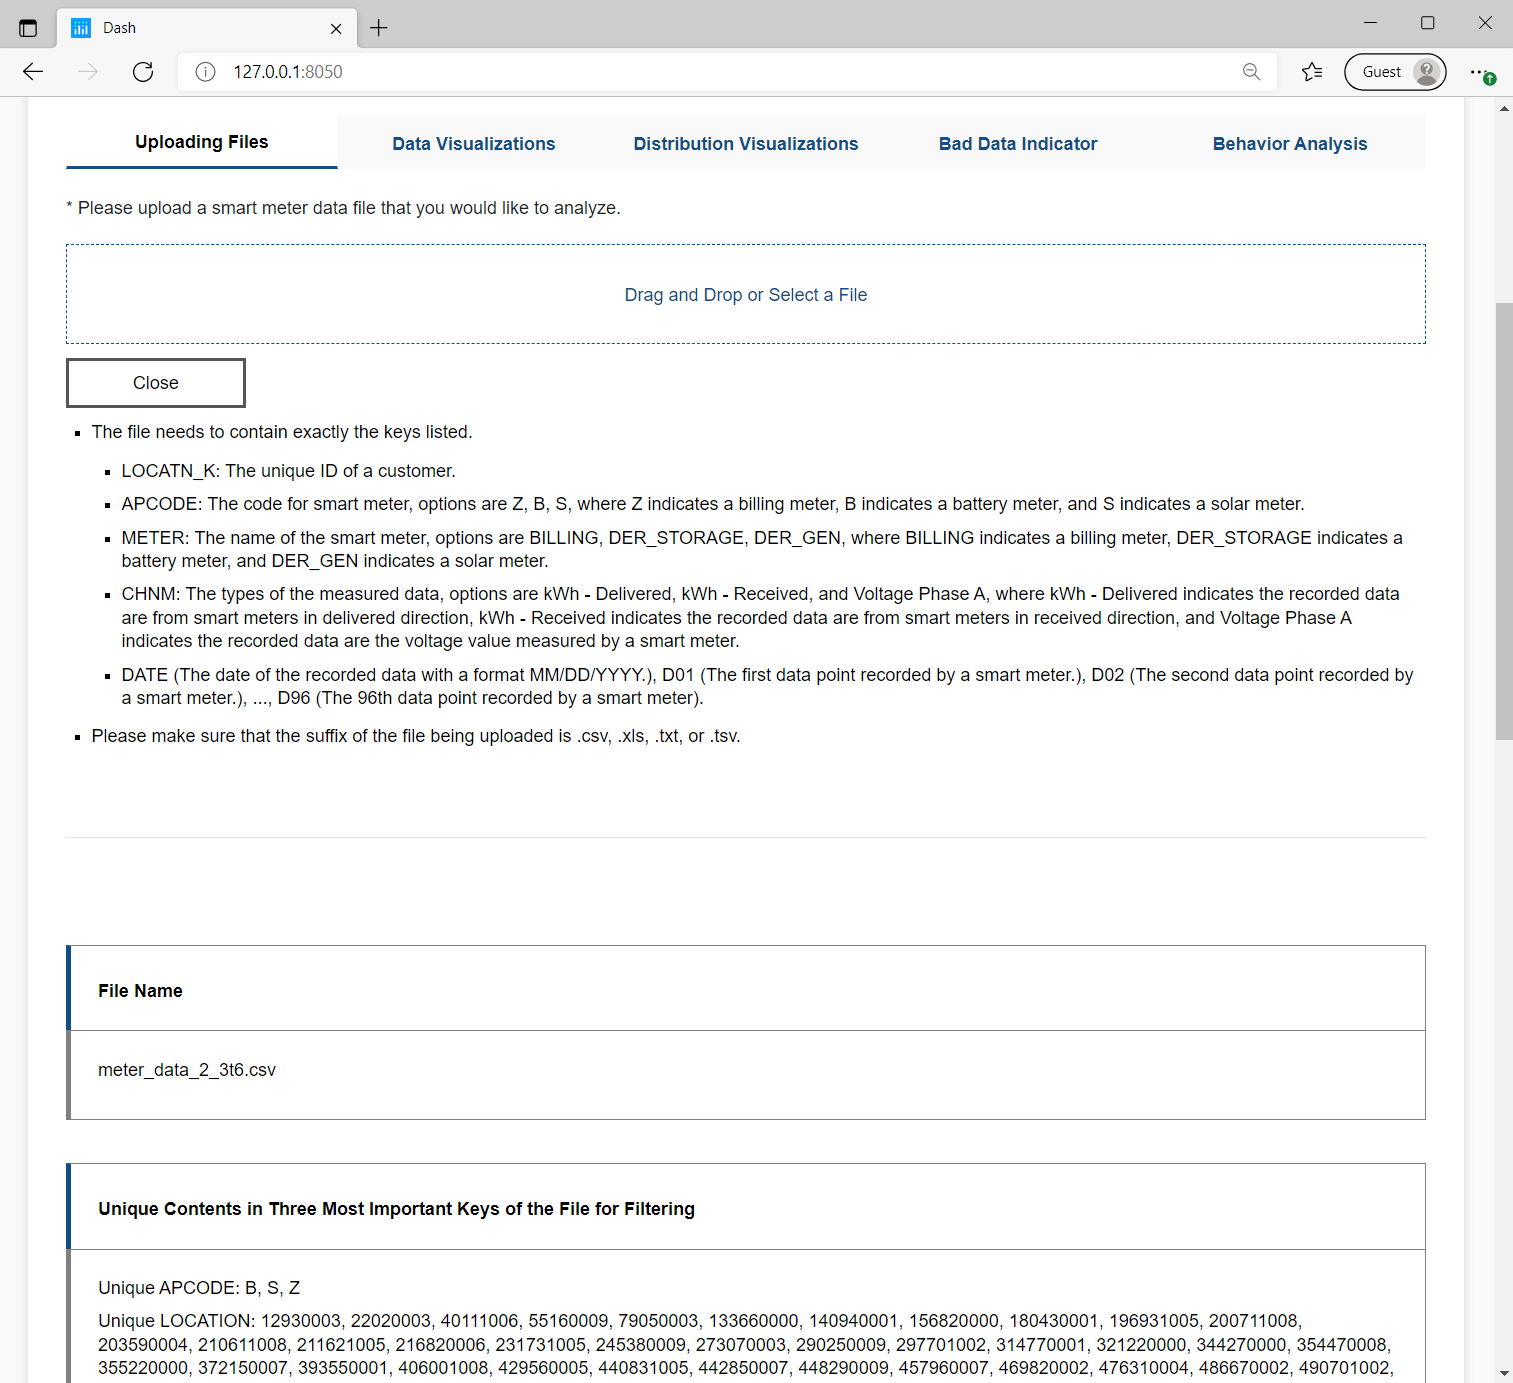 Dash
127.0.0.1:8050
Guest
Uploading Files
Data Visualizations
Distribution Visualizations
Bad Data Indicator
Behavior Analysis
* Please upload a smart meter data file that you would like to analyze.
Drag and Drop or Select a File
Close
The file needs to contain exactly the keys listed.
LOCATN_K: The unique ID of a customer.
APCODE: The code for smart meter, options are Z, B, S, where Z indicates a billing meter, B indicates a battery meter, and S indicates a solar meter.
METER: The name of the smart meter, options are BILLING, DER_STORAGE, DER_GEN, where BILLING indicates a billing meter, DER_STORAGE indicates a
battery meter, and DER_GEN indicates a solar meter.
CHNM: The types of the measured data, options are kWh - Delivered, kWh - Received, and Voltage Phase A, where kWh - Delivered indicates the recorded data
are from smart meters in delivered direction, kWh - Received indicates the recorded data are from smart meters in received direction, and Voltage Phase A
indicates the recorded data are the voltage value measured by a smart meter.
DATE (The date of the recorded data with a format MM/DD/YYYY.), D01 (The first data point recorded by a smart meter.), D02 (The second data point recorded by
a smart meter.), ..., D96 (The 96th data point recorded by a smart meter).
Please make sure that the suffix of the file being uploaded is .csv, .xls, .txt, or .tsv.
File Name
meter_data_2_3t6.csv
Unique Contents in Three Most Important Keys of the File for Filtering
Unique APCODE: B, S, Z
Unique LOCATION: 12930003, 22020003, 40111006, 55160009, 79050003, 133660000, 140940001, 156820000, 180430001, 196931005, 200711008,
203590004, 210611008, 211621005, 216820006, 231731005, 245380009, 273070003, 290250009, 297701002, 314770001, 321220000, 344270000, 354470008,
355220000, 372150007, 393550001, 406001008, 429560005, 440831005, 442850007, 448290009, 457960007, 469820002, 476310004, 486670002, 490701002,